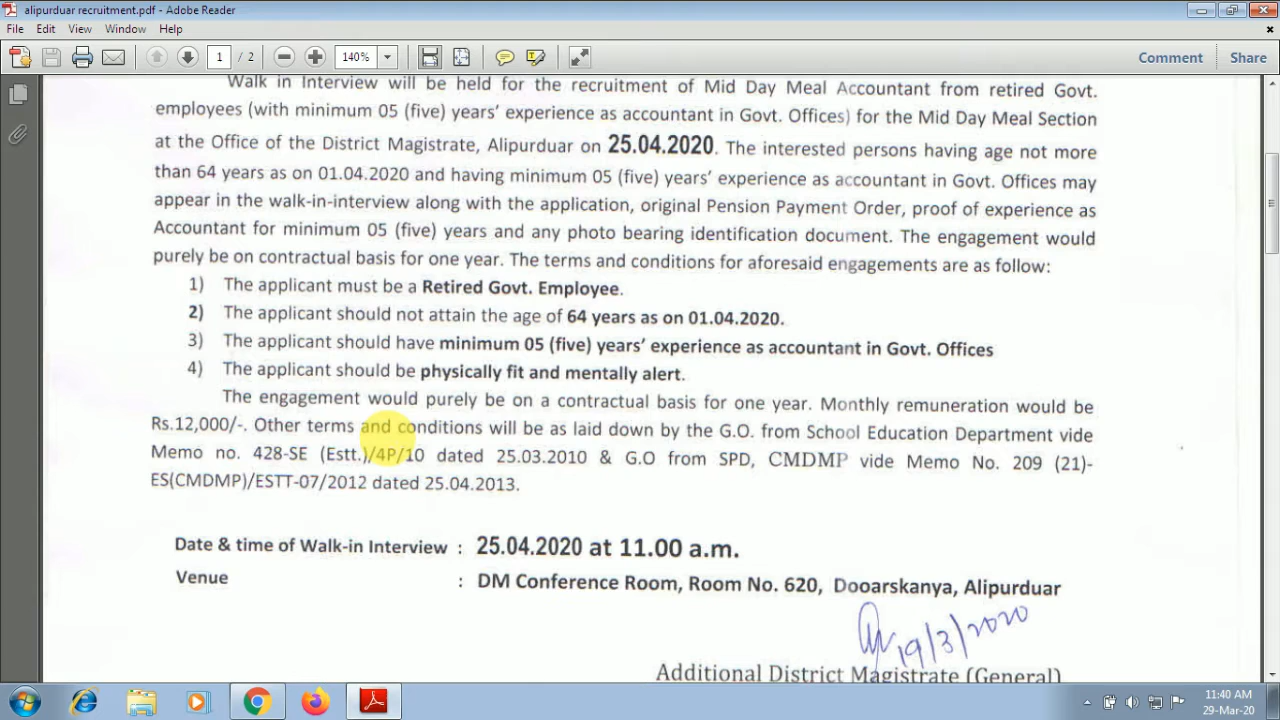 alipurduar recruitment.pdf - Adobe Reader
File Edit View Window Help
1 / 2 140% Comment Share
Walk in Interview will be held for the recruitment of Mid Day Meal Accountant from retired Govt.
employees (with minimum 05 (five) years' experience as accountant in Govt. Offices) for the Mid Day Meal Section
at the Office of the District Magistrate, Alipurduar on 25.04.2020. The interested persons having age not more
than 64 years as on 01.04.2020 and having minimum 05 (five) years' experience as accountant in Govt. Offices may
appear in the walk-in-interview along with the application, original Pension Payment Order, proof of experience as
Accountant for minimum 05 (five) years and any photo bearing identification document. The engagement would
purely be on contractual basis for one year. The terms and conditions for aforesaid engagements are as follow:
1) The applicant must be a Retired Govt. Employee.
2) The applicant should not attain the age of 64 years as on 01.04.2020.
3) The applicant should have minimum 05 (five) years' experience as accountant in Govt. Offices
4) The applicant should be physically fit and mentally alert.
The engagement would purely be on a contractual basis for one year. Monthly remuneration would be
Rs.12,000/-. Other terms and conditions will be as laid down by the G.O. from School Education Department vide
Memo no. 428-SE (Estt.)/4P/10 dated 25.03.2010 & G.O from SPD, CMDMP vide Memo No. 209 (21)-
ES(CMDMP)/ESTT-07/2012 dated 25.04.2013.
Date & time of Walk-in Interview : 25.04.2020 at 11.00 a.m.
Venue : DM Conference Room, Room No. 620, Dooarskanya, Alipurduar
19/3/2020
Additional District Magistrate (General)
11:40 AM
29-Mar-20